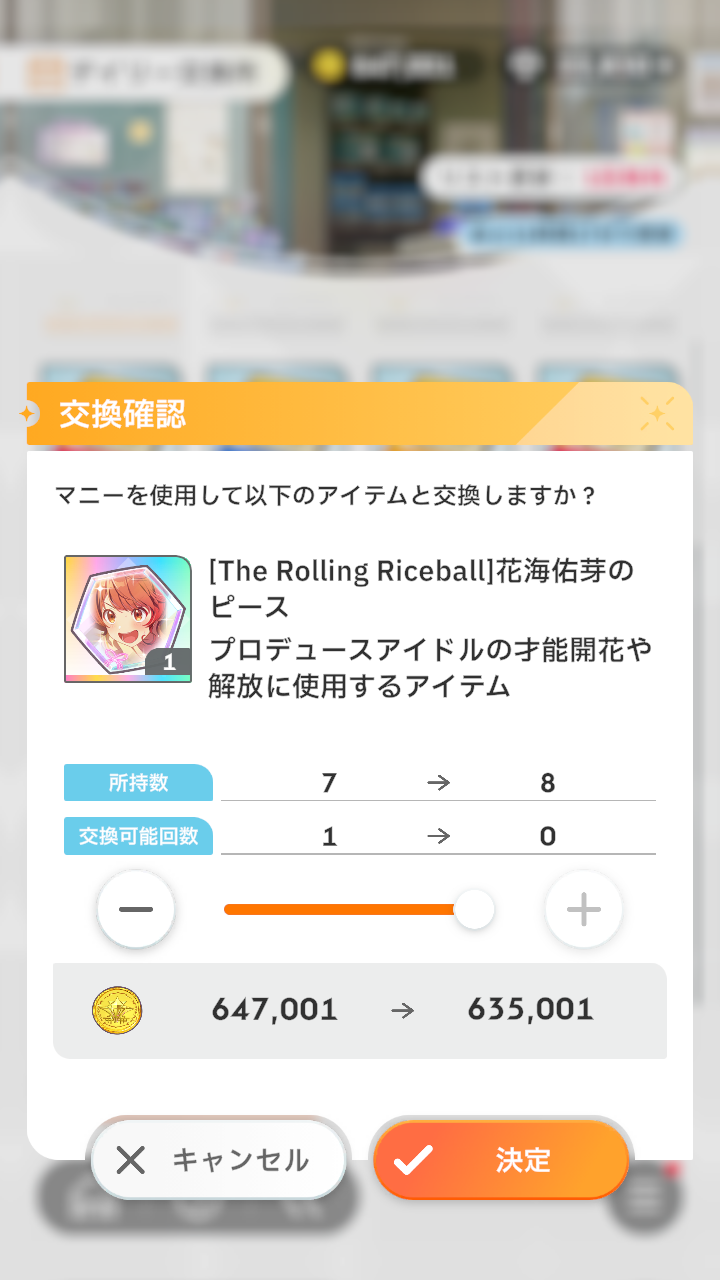 交換確認
マニーを使用して以下のアイテムと交換しますか？
[The Rolling Riceball]花海佑芽の
ピース
1
プロデュースアイドルの才能開花や
解放に使用するアイテム
所持数 7 → 8
交換可能回数 1 → 0
647,001 → 635,001
キャンセル 決定